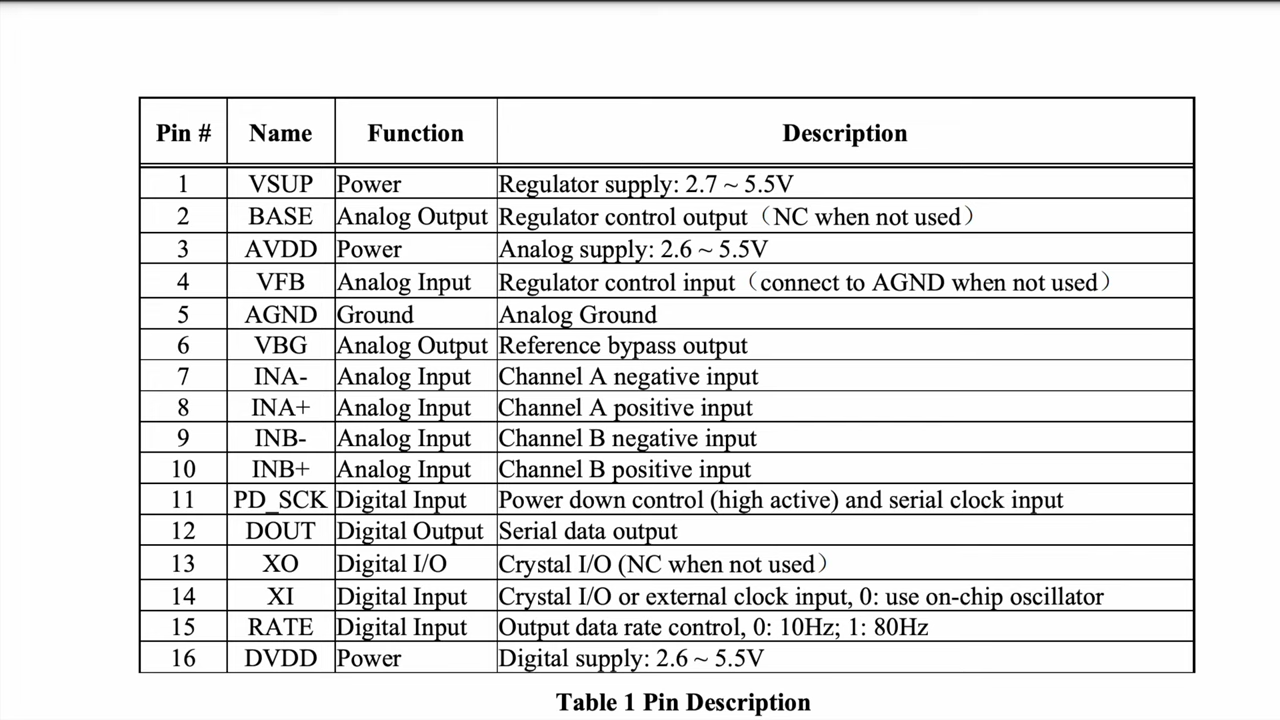 Pin # Name Function Description
1 VSUP Power Regulator supply: 2.7 ~ 5.5V
2 BASE Analog Output Regulator control output（NC when not used）
3 AVDD Power Analog supply: 2.6 ~ 5.5V
4 VFB Analog Input Regulator control input（connect to AGND when not used）
5 AGND Ground Analog Ground
6 VBG Analog Output Reference bypass output
7 INA- Analog Input Channel A negative input
8 INA+ Analog Input Channel A positive input
9 INB- Analog Input Channel B negative input
10 INB+ Analog Input Channel B positive input
11 PD_SCK Digital Input Power down control (high active) and serial clock input
12 DOUT Digital Output Serial data output
13 XO Digital I/O Crystal I/O (NC when not used）
14 XI Digital Input Crystal I/O or external clock input, 0: use on-chip oscillator
15 RATE Digital Input Output data rate control, 0: 10Hz; 1: 80Hz
16 DVDD Power Digital supply: 2.6 ~ 5.5V
Table 1 Pin Description